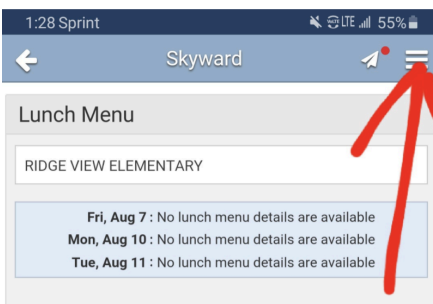 1:28 Sprint LTE 55%
Skyward
Lunch Menu
RIDGE VIEW ELEMENTARY
Fri, Aug 7 : No lunch menu details are available
Mon, Aug 10 : No lunch menu details are available
Tue, Aug 11 : No lunch menu details are available